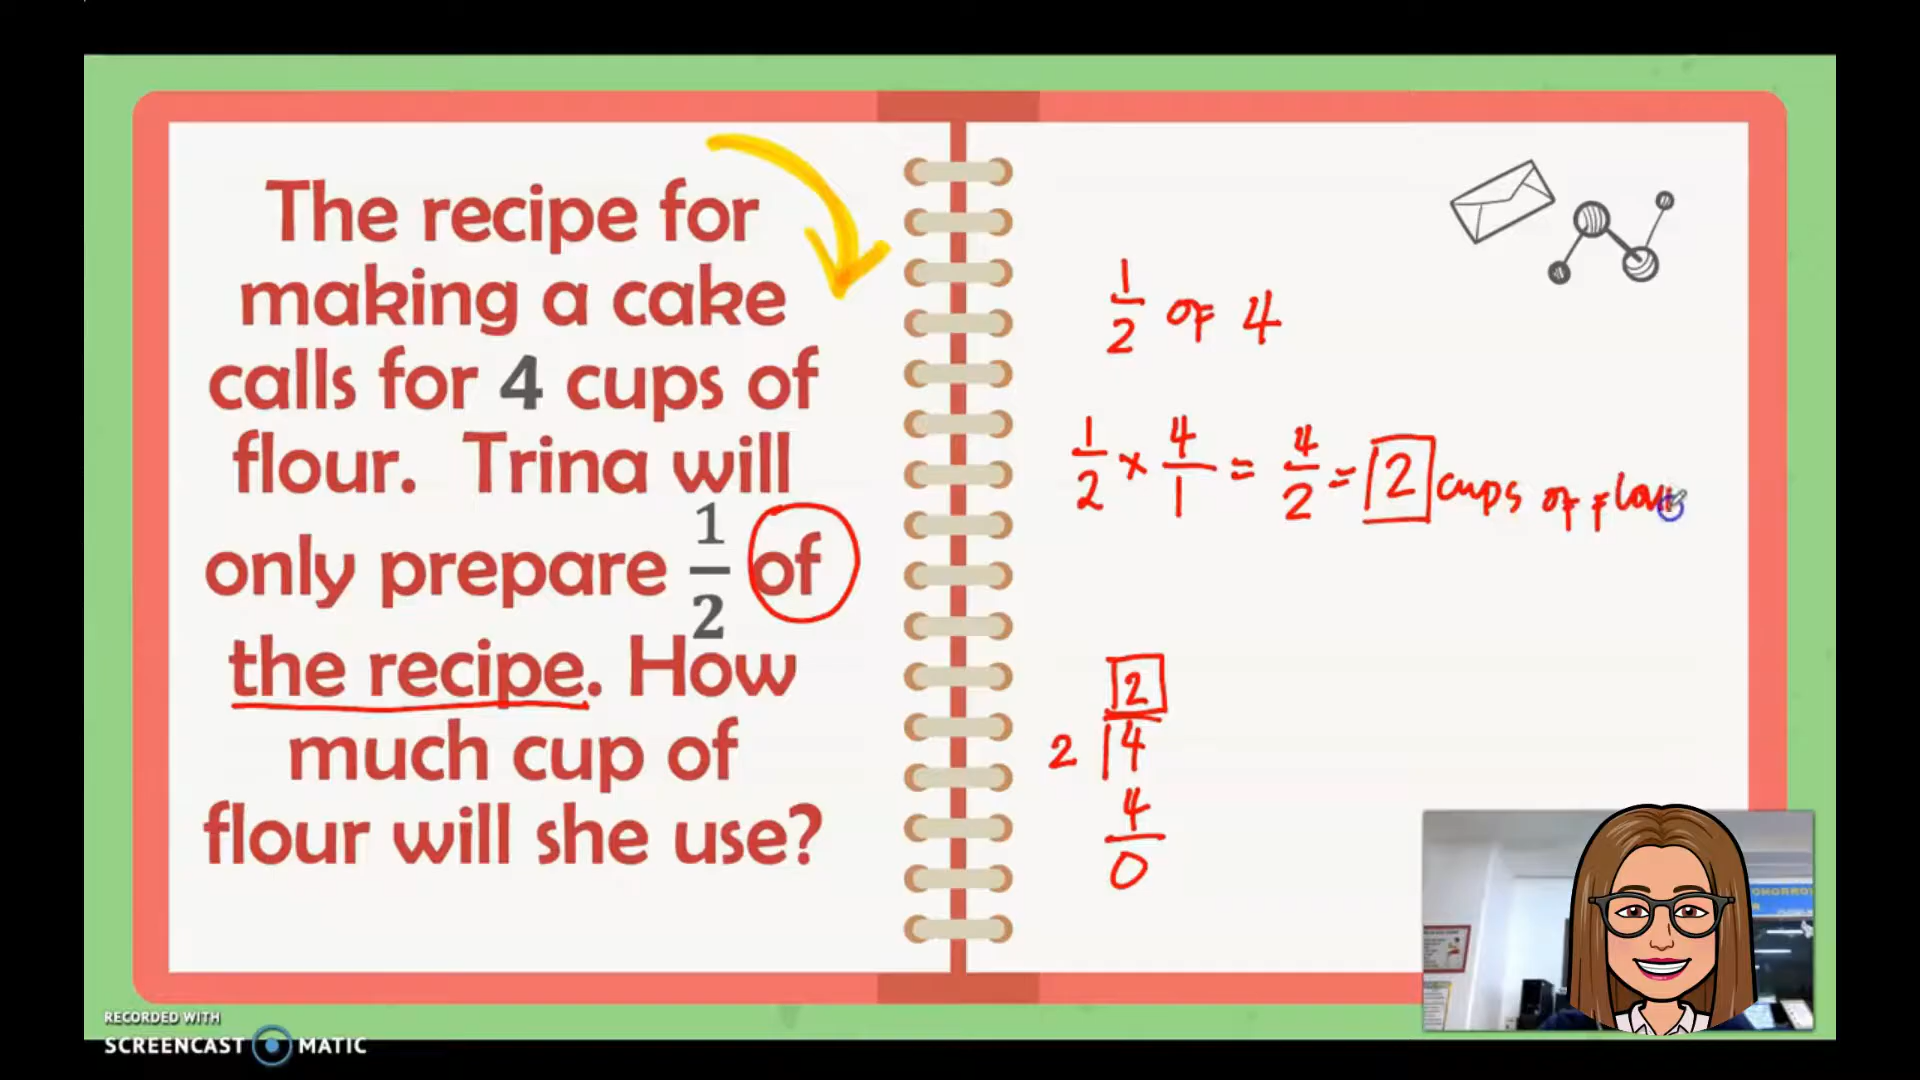 The recipe for
making a cake
calls for 4 cups of
flour. Trina will
only prepare 1/2 of
the recipe. How
much cup of
flour will she use?
1/2 of 4
1/2 × 4/1 = 4/2 = 2 cups of flou
2
2 4
4
0
RECORDED WITH
SCREENCAST MATIC